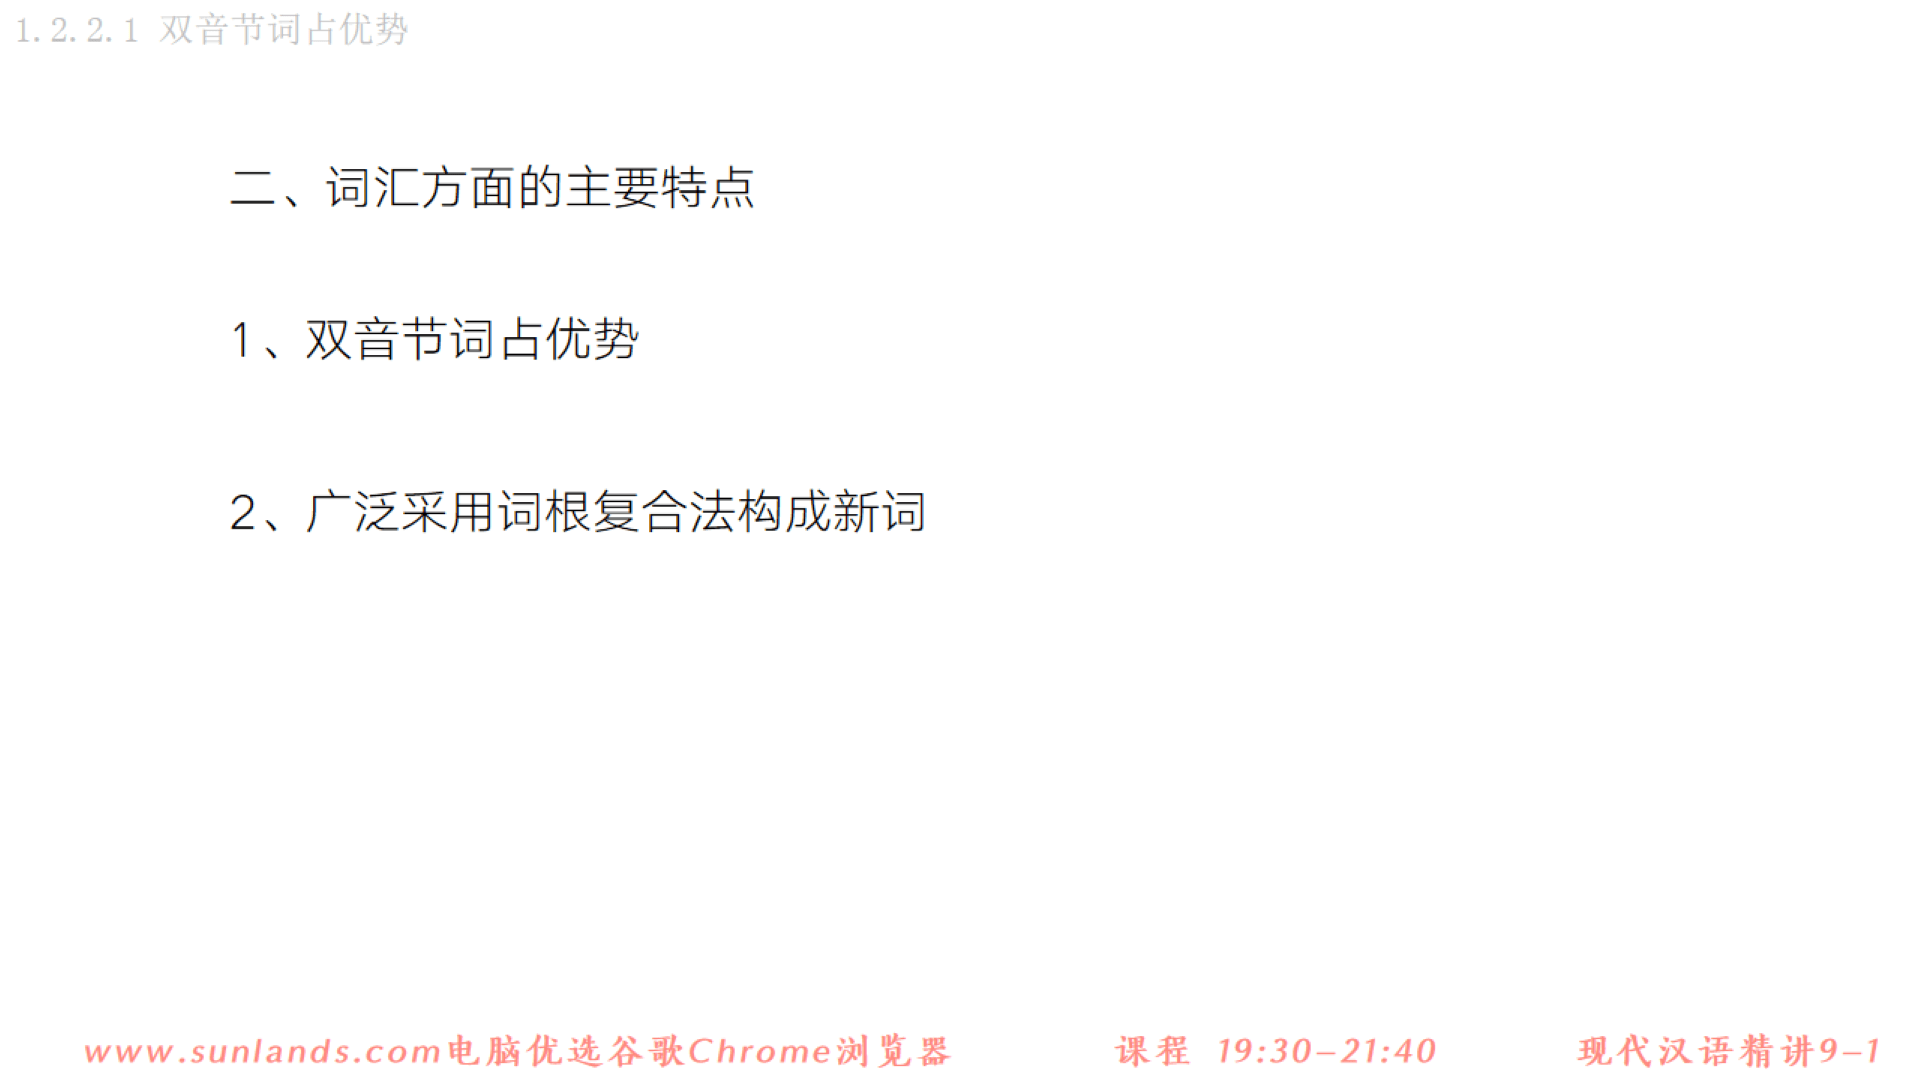 1.2.2.1 双音节词占优势
二、词汇方面的主要特点
1、双音节词占优势
2、广泛采用词根复合法构成新词
www.sunlands.com电脑优选谷歌Chrome浏览器 课程 19:30-21:40 现代汉语精讲9-1